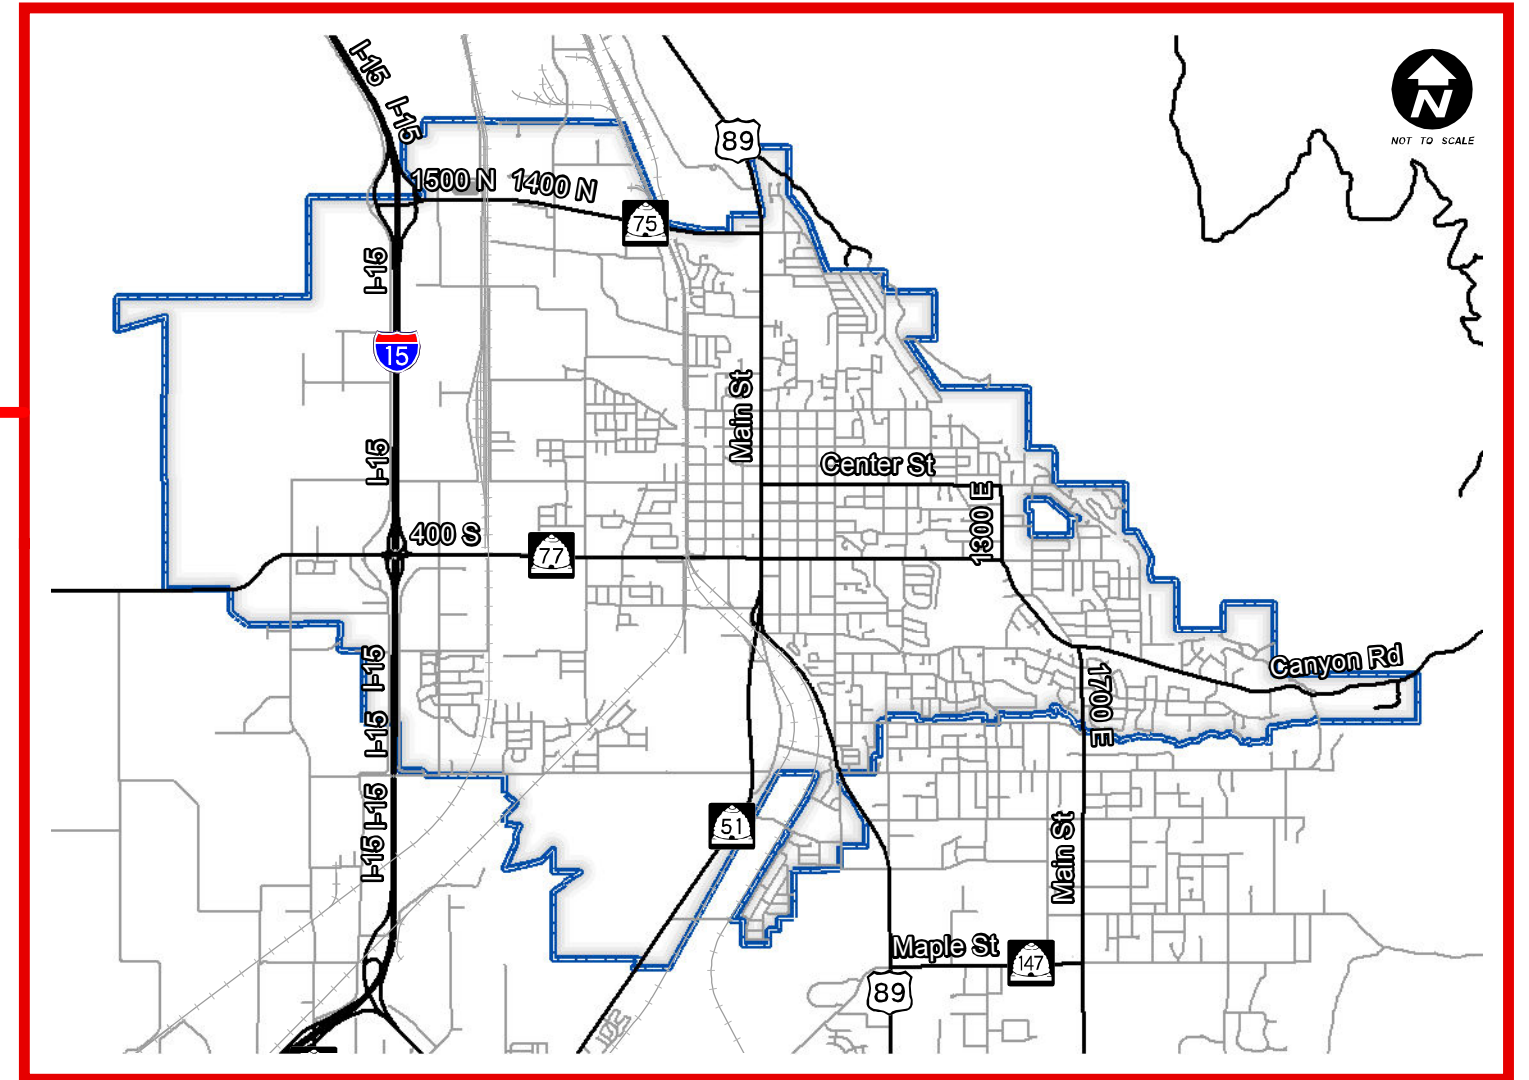 I-15
I-15
N
NOT TO SCALE
89
1500 N
1400 N
75
I-15
15
Main St
I-15
Center St
400 S
77
1300 E
I-15
Canyon Rd
1700 E
I-15
I-15
51
I-15
Main St
Maple St
147
89